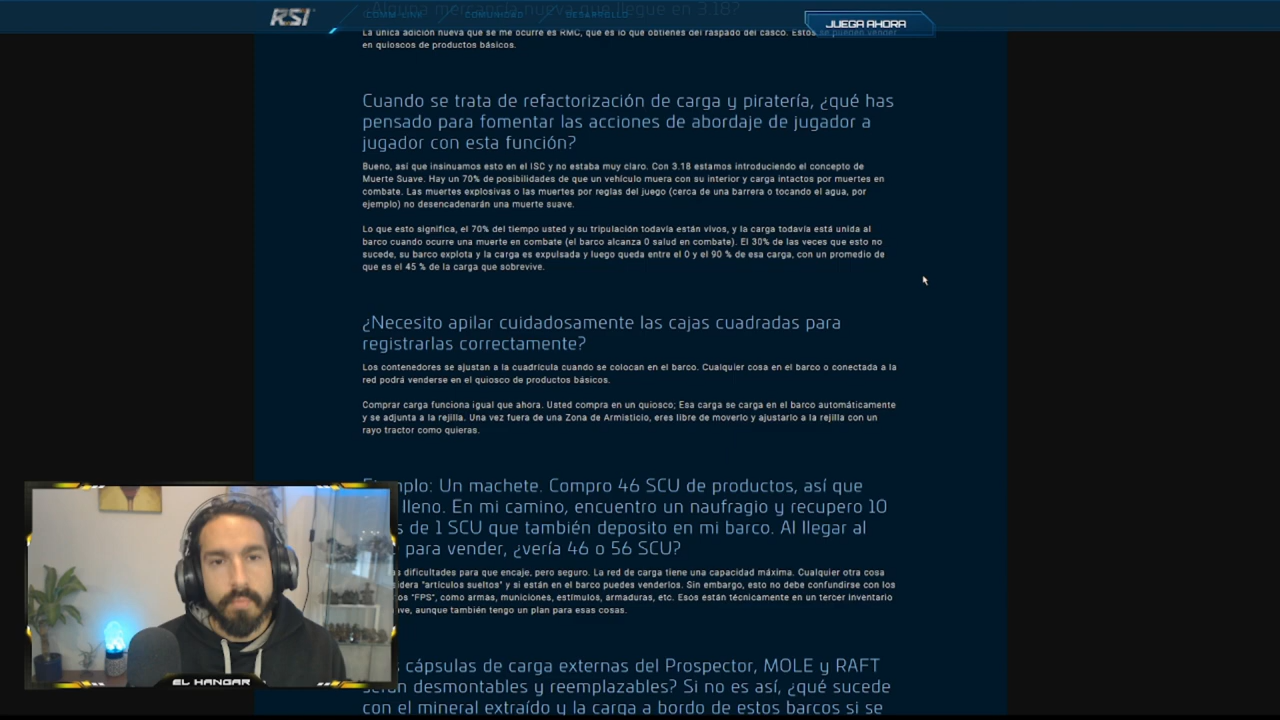 ¿Alguna mercancía nueva que llegue en 3.18?
RSI
COMM-LINK
COMUNIDAD
DESARROLLO
JUEGA AHORA
La única adición nueva que se me ocurre es RMC, que es lo que obtienes del raspado del casco. Estos se pueden vender
en quioscos de productos básicos.
Cuando se trata de refactorización de carga y piratería, ¿qué has
pensado para fomentar las acciones de abordaje de jugador a
jugador con esta función?
Bueno, así que insinuamos esto en el ISC y no estaba muy claro. Con 3.18 estamos introduciendo el concepto de
Muerte Suave. Hay un 70% de posibilidades de que un vehículo muera con su interior y carga intactos por muertes en
combate. Las muertes explosivas o las muertes por reglas del juego (cerca de una barrera o tocando el agua, por
ejemplo) no desencadenarán una muerte suave.
Lo que esto significa, el 70% del tiempo usted y su tripulación todavía están vivos, y la carga todavía está unida al
barco cuando ocurre una muerte en combate (el barco alcanza 0 salud en combate). El 30% de las veces que esto no
sucede, su barco explota y la carga es expulsada y luego queda entre el 0 y el 90 % de esa carga, con un promedio de
que es el 45 % de la carga que sobrevive.
¿Necesito apilar cuidadosamente las cajas cuadradas para
registrarlas correctamente?
Los contenedores se ajustan a la cuadrícula cuando se colocan en el barco. Cualquier cosa en el barco o conectada a la
red podrá venderse en el quiosco de productos básicos.
Comprar carga funciona igual que ahora. Usted compra en un quiosco; Esa carga se carga en el barco automáticamente
y se adjunta a la rejilla. Una vez fuera de una Zona de Armisticio, eres libre de moverlo y ajustarlo a la rejilla con un
rayo tractor como quieras.
Ejemplo: Un machete. Compro 46 SCU de productos, así que
lleno. En mi camino, encuentro un naufragio y recupero 10
de 1 SCU que también deposito en mi barco. Al llegar al
para vender, ¿vería 46 o 56 SCU?
dificultades para que encaje, pero seguro. La red de carga tiene una capacidad máxima. Cualquier otra cosa
"artículos sueltos" y si están en el barco puedes venderlos. Sin embargo, esto no debe confundirse con los
"FPS", como armas, municiones, estímulos, armaduras, etc. Esos están técnicamente en un tercer inventario
aunque también tengo un plan para esas cosas.
cápsulas de carga externas del Prospector, MOLE y RAFT
serán desmontables y reemplazables? Si no es así, ¿qué sucede
con el mineral extraído y la carga a bordo de estos barcos si se
EL HANGAR